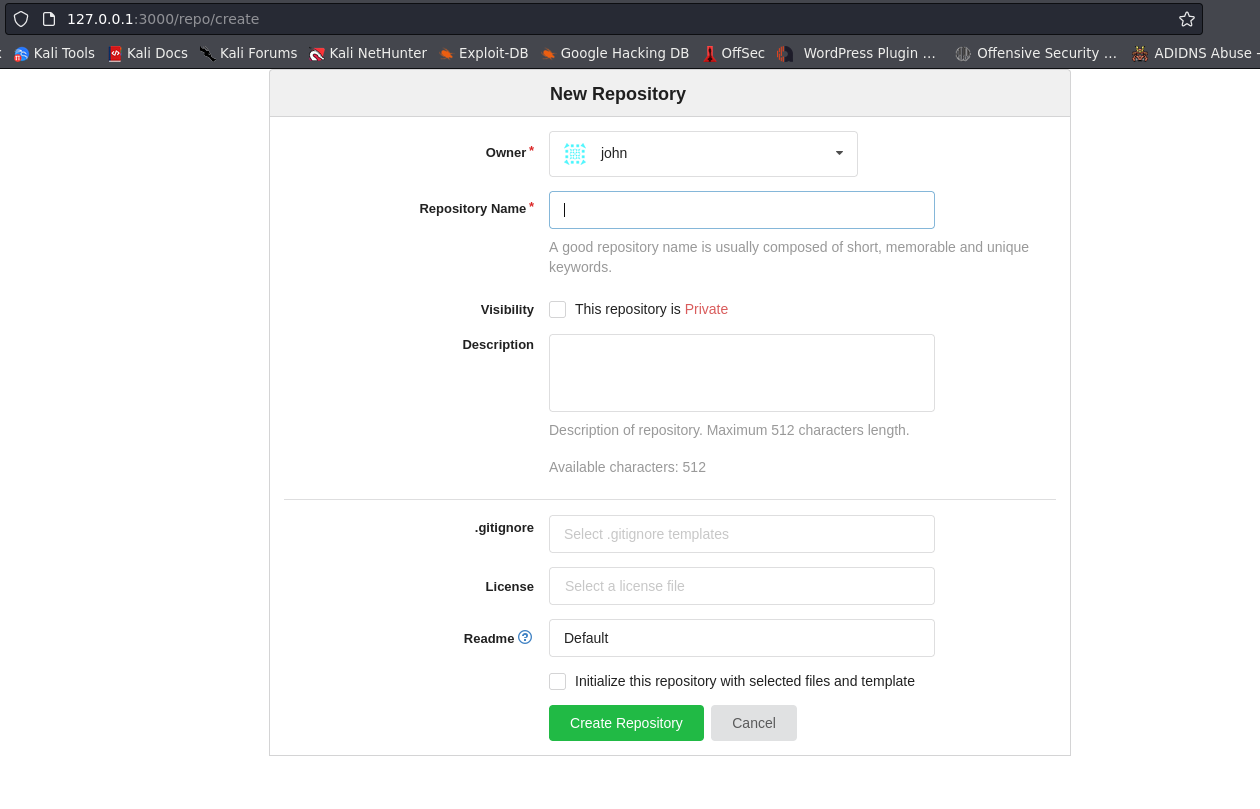 127.0.0.1:3000/repo/create
Kali Tools Kali Docs Kali Forums Kali NetHunter Exploit-DB Google Hacking DB OffSec WordPress Plugin … Offensive Security … ADIDNS Abuse -
New Repository
Owner* john
Repository Name*
A good repository name is usually composed of short, memorable and unique
keywords.
Visibility This repository is Private
Description
Description of repository. Maximum 512 characters length.
Available characters: 512
.gitignore Select .gitignore templates
License Select a license file
Readme ? Default
Initialize this repository with selected files and template
Create Repository Cancel